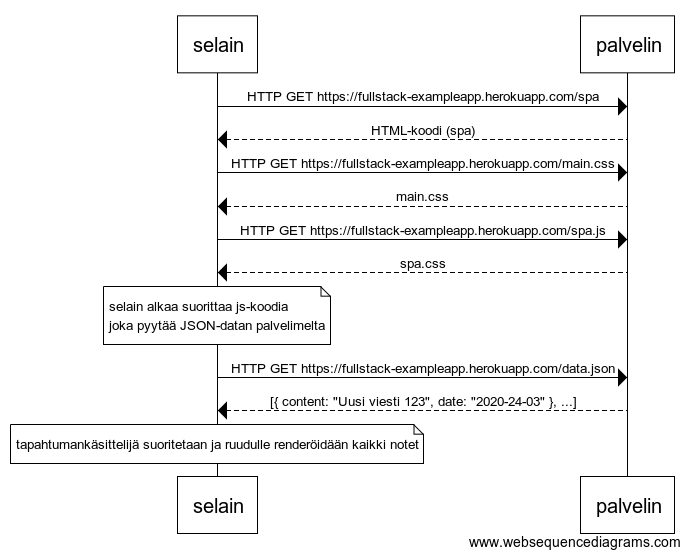 selain
palvelin
HTTP GET https://fullstack-exampleapp.herokuapp.com/spa
HTML-koodi (spa)
HTTP GET https://fullstack-exampleapp.herokuapp.com/main.css
main.css
HTTP GET https://fullstack-exampleapp.herokuapp.com/spa.js
spa.css
selain alkaa suorittaa js-koodia
joka pyytää JSON-datan palvelimelta
HTTP GET https://fullstack-exampleapp.herokuapp.com/data.json
[{ content: "Uusi viesti 123", date: "2020-24-03" }, ...]
tapahtumankäsittelijä suoritetaan ja ruudulle renderöidään kaikki notet
selain
palvelin
www.websequencediagrams.com